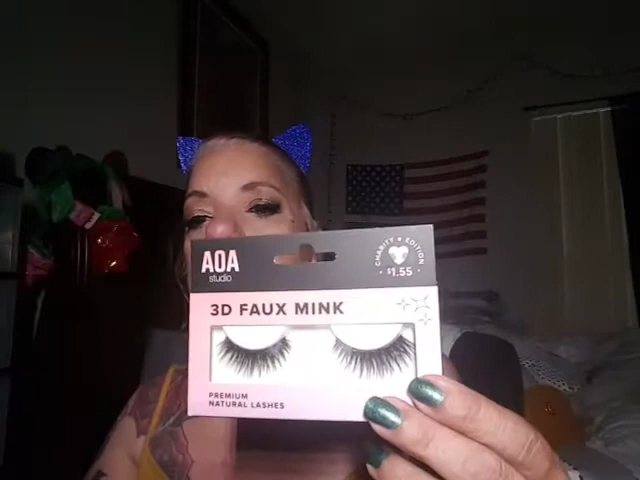 AOA
studio
CHARITY ♥ EDITION
$1.55
3D FAUX MINK
PREMIUM
NATURAL LASHES